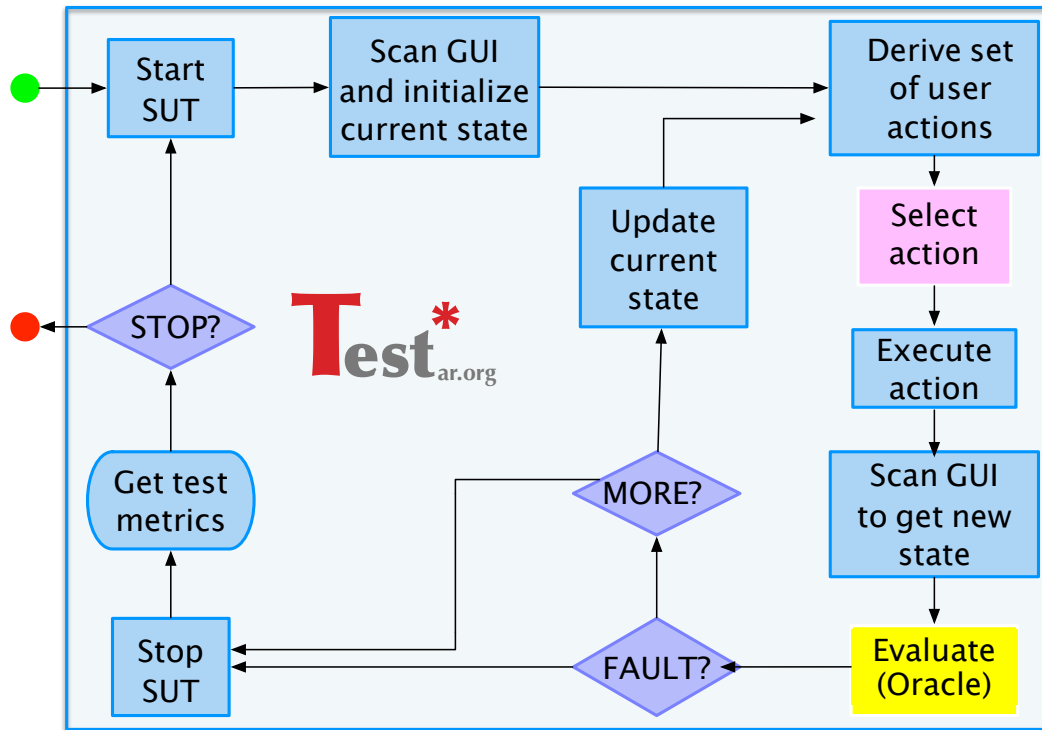 Start
SUT
Scan GUI
and initialize
current state
Derive set
of user
actions
Select
action
Update
current
state
STOP?
Test*
ar.org
Execute
action
Get test
metrics
MORE?
Scan GUI
to get new
state
Stop
SUT
FAULT?
Evaluate
(Oracle)